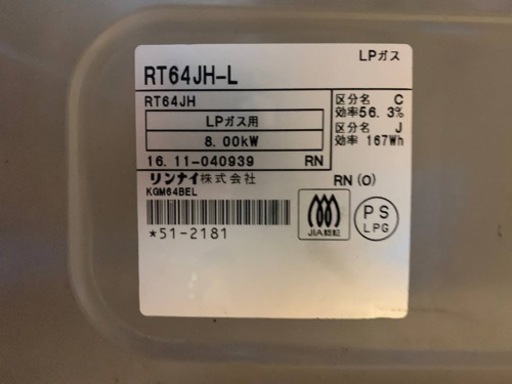 LPガス
RT64JH-L
RT64JH
LPガス用
8.00kW
16.11-040939 RN
区分名 C
効率56.3%
区分名 J
効率 167Wh
リンナイ株式会社
RN(O)
KGM64BEL
*51-2181
JIA認証
PS
LPG